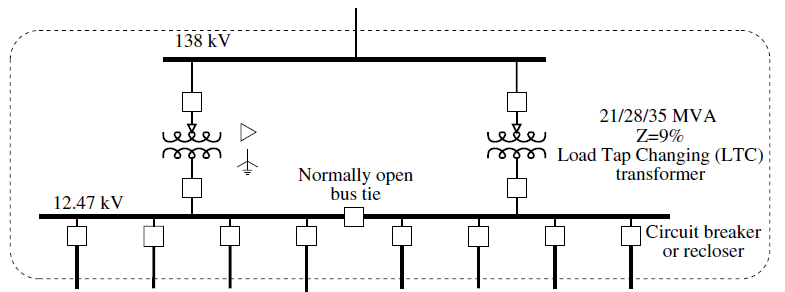 138 kV
21/28/35 MVA
Z=9%
Load Tap Changing (LTC)
transformer
Normally open
bus tie
12.47 kV
Circuit breaker
or recloser